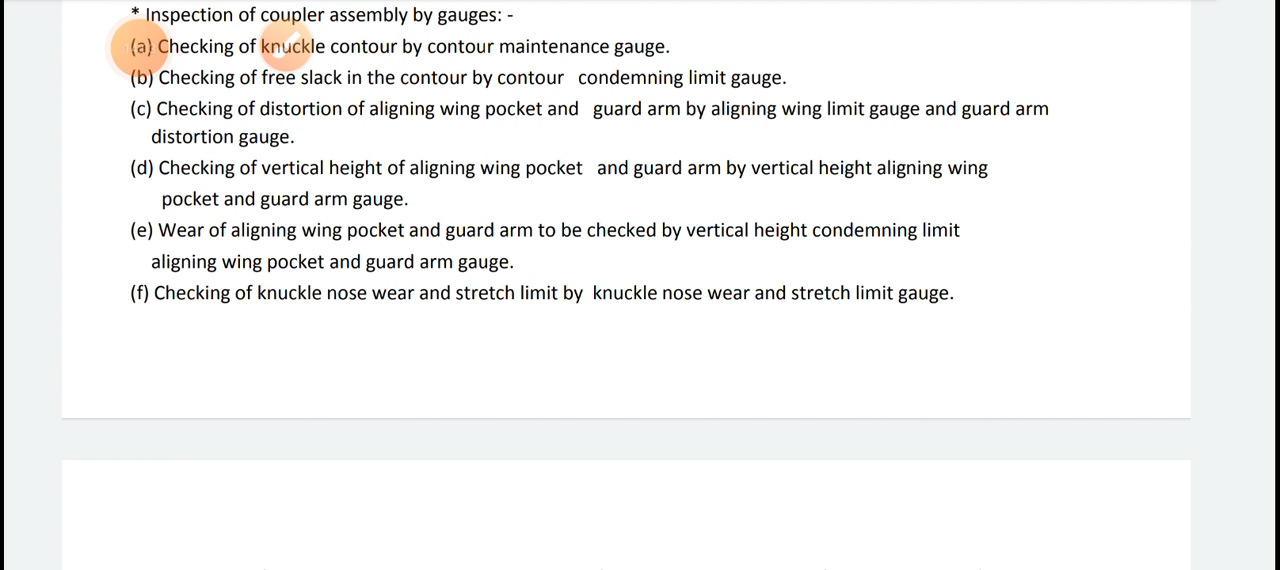 * Inspection of coupler assembly by gauges: -
(a) Checking of knuckle contour by contour maintenance gauge.
(b) Checking of free slack in the contour by contour condemning limit gauge.
(c) Checking of distortion of aligning wing pocket and guard arm by aligning wing limit gauge and guard arm
distortion gauge.
(d) Checking of vertical height of aligning wing pocket and guard arm by vertical height aligning wing
pocket and guard arm gauge.
(e) Wear of aligning wing pocket and guard arm to be checked by vertical height condemning limit
aligning wing pocket and guard arm gauge.
(f) Checking of knuckle nose wear and stretch limit by knuckle nose wear and stretch limit gauge.